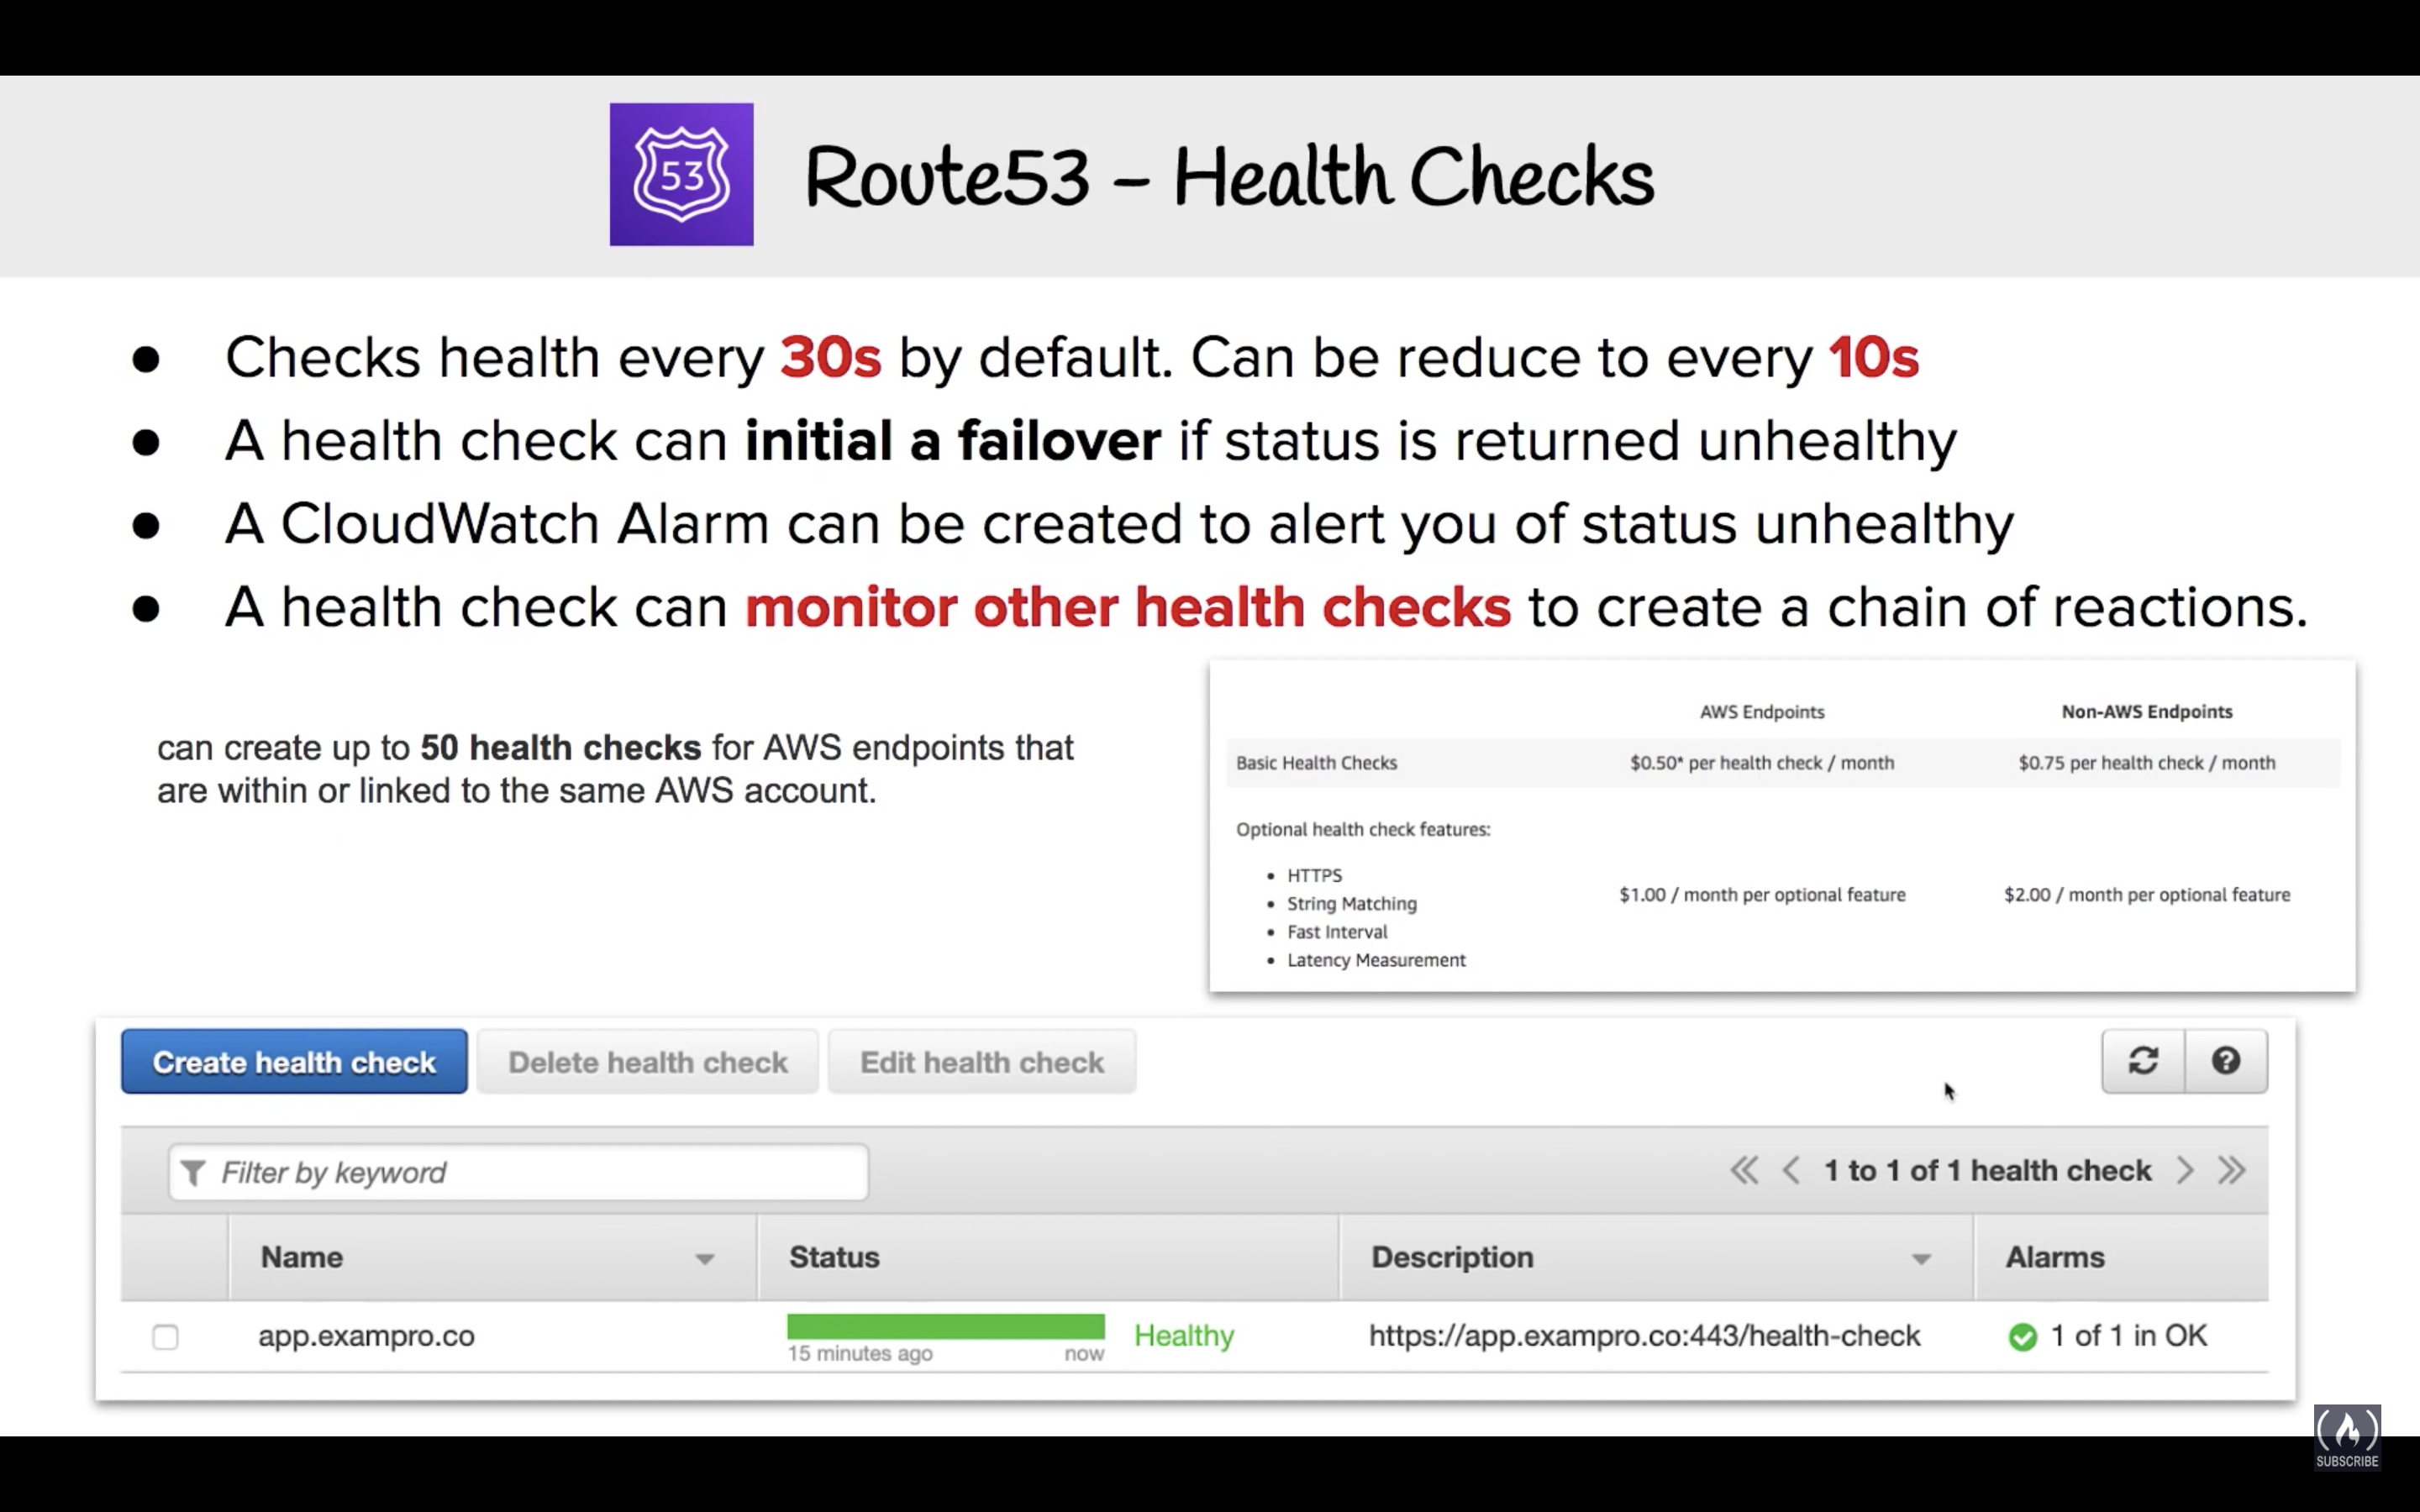 53
Route53 – Health Checks
● Checks health every 30s by default. Can be reduce to every 10s
● A health check can initial a failover if status is returned unhealthy
● A CloudWatch Alarm can be created to alert you of status unhealthy
● A health check can monitor other health checks to create a chain of reactions.
can create up to 50 health checks for AWS endpoints that
are within or linked to the same AWS account.
AWS Endpoints Non-AWS Endpoints
Basic Health Checks $0.50* per health check / month $0.75 per health check / month
Optional health check features:
• HTTPS
• String Matching
• Fast Interval
• Latency Measurement
$1.00 / month per optional feature $2.00 / month per optional feature
Create health check Delete health check Edit health check
Filter by keyword 1 to 1 of 1 health check
Name Status Description Alarms
app.exampro.co Healthy https://app.exampro.co:443/health-check 1 of 1 in OK
15 minutes ago now
SUBSCRIBE